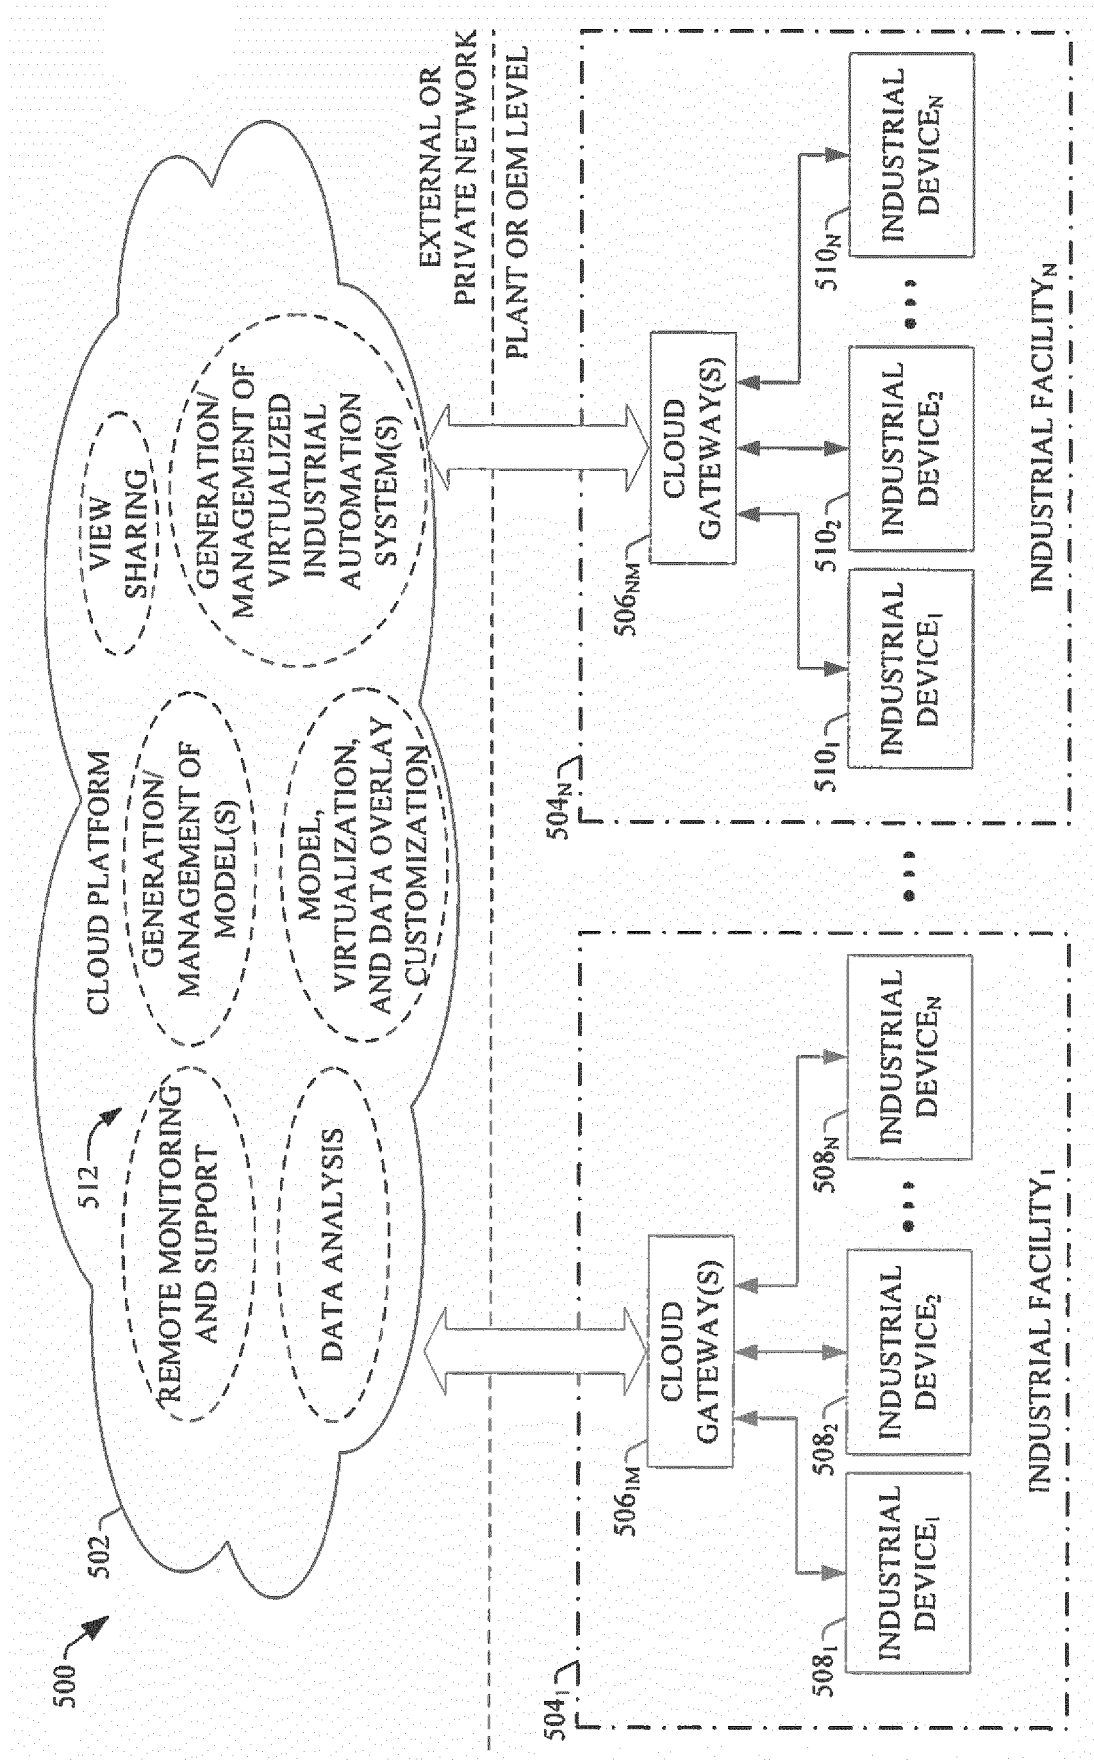 500
502
512
CLOUD PLATFORM
REMOTE MONITORING
AND SUPPORT
DATA ANALYSIS
GENERATION/
MANAGEMENT OF
MODEL(S)
MODEL,
VIRTUALIZATION,
AND DATA OVERLAY
CUSTOMIZATION
VIEW
SHARING
GENERATION/
MANAGEMENT OF
VIRTUALIZED
INDUSTRIAL
AUTOMATION
SYSTEM(S)
EXTERNAL OR
PRIVATE NETWORK
PLANT OR OEM LEVEL
504₁
506₁M
CLOUD
GATEWAY(S)
508₁
INDUSTRIAL
DEVICE₁
508₂
INDUSTRIAL
DEVICE₂
508N
INDUSTRIAL
DEVICEN
INDUSTRIAL FACILITY₁
504N
506NM
CLOUD
GATEWAY(S)
510₁
INDUSTRIAL
DEVICE₁
510₂
INDUSTRIAL
DEVICE₂
510N
INDUSTRIAL
DEVICEN
INDUSTRIAL FACILITYN